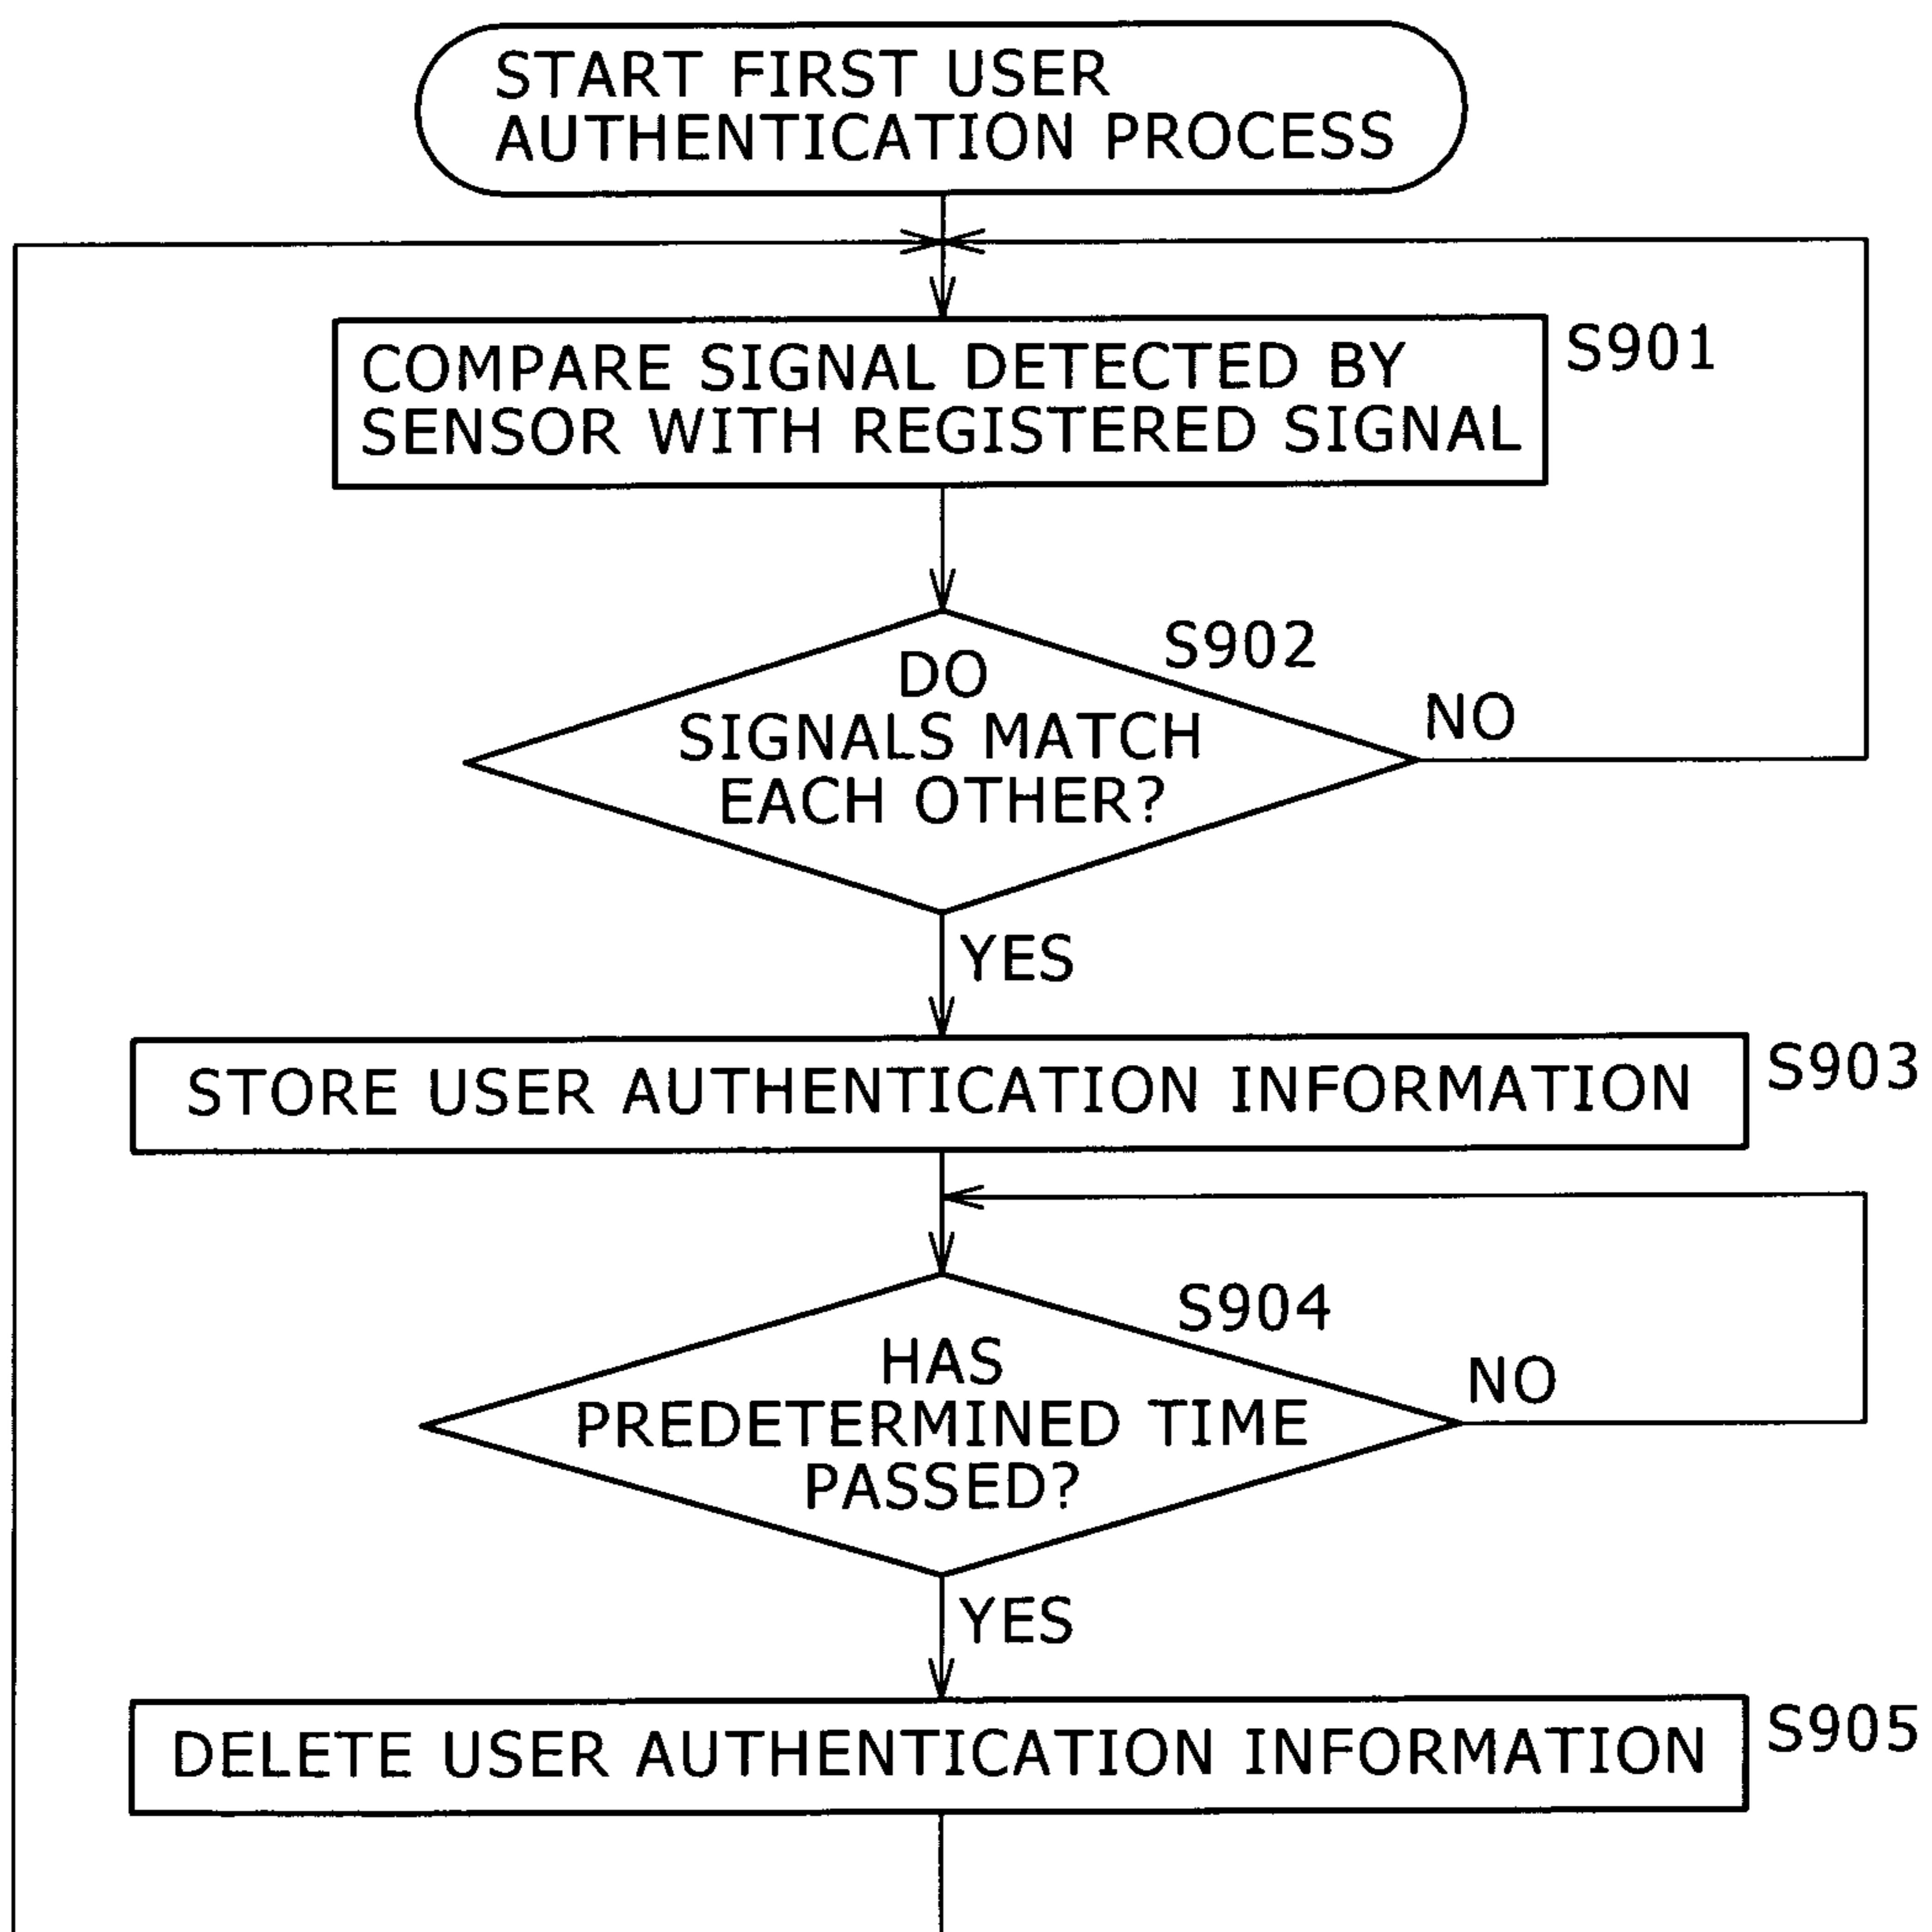 START FIRST USER
AUTHENTICATION PROCESS
COMPARE SIGNAL DETECTED BY
SENSOR WITH REGISTERED SIGNAL
S901
S902
DO
SIGNALS MATCH
EACH OTHER?
NO
YES
STORE USER AUTHENTICATION INFORMATION
S903
S904
HAS
PREDETERMINED TIME
PASSED?
NO
YES
DELETE USER AUTHENTICATION INFORMATION
S905